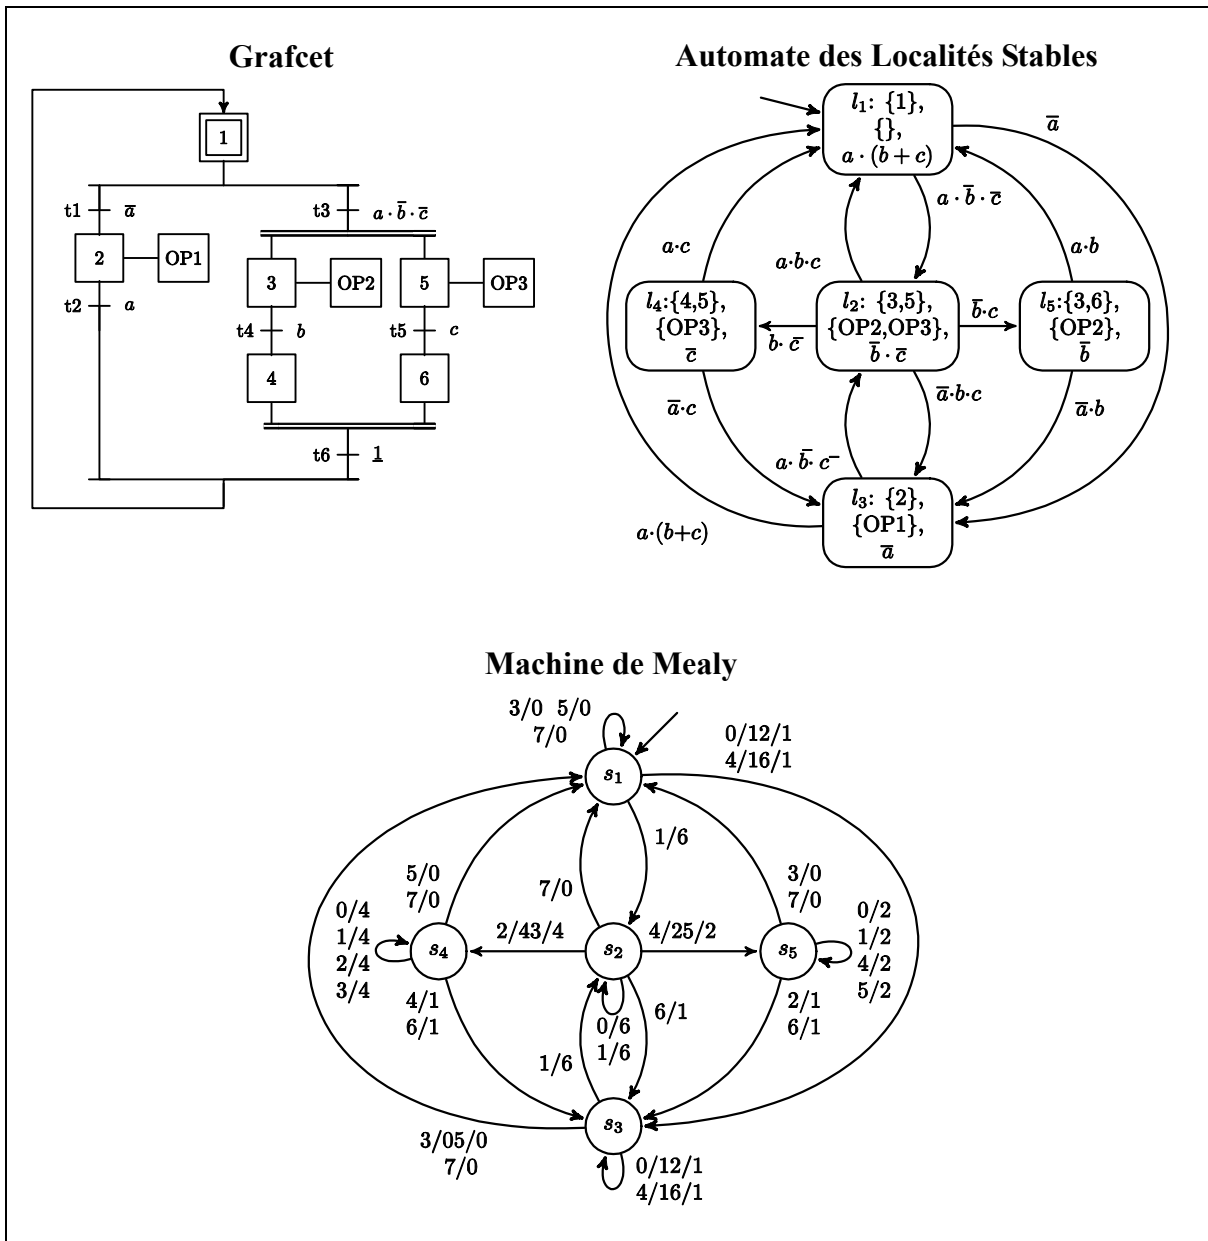 Grafcet
1
t1 a̅
t3 a · b̅ · c̅
2 OP1
3 OP2
5 OP3
t2 a
t4 b
t5 c
4
6
t6 1
Automate des Localités Stables
l₁: {1},
{},
a · (b + c)
a̅
a · b̅ · c̅
a·c
a·b·c
a·b
l₄:{4,5},
{OP3},
c̅
b · c̅
l₂: {3,5},
{OP2,OP3},
b̅ · c̅
b̅·c
l₅:{3,6},
{OP2},
b̅
a̅·c
a̅·b·c
a̅·b
a · b̅ · c̅
l₃: {2},
{OP1},
a̅
a·(b+c)
Machine de Mealy
3/0 5/0
7/0
0/12/1
4/16/1
s₁
1/6
5/0
7/0
7/0
3/0
7/0
0/4
1/4
2/4
3/4
s₄
2/43/4
s₂
4/25/2
s₅
0/2
1/2
4/2
5/2
4/1
6/1
0/6
1/6
6/1
2/1
6/1
1/6
s₃
3/05/0
7/0
0/12/1
4/16/1